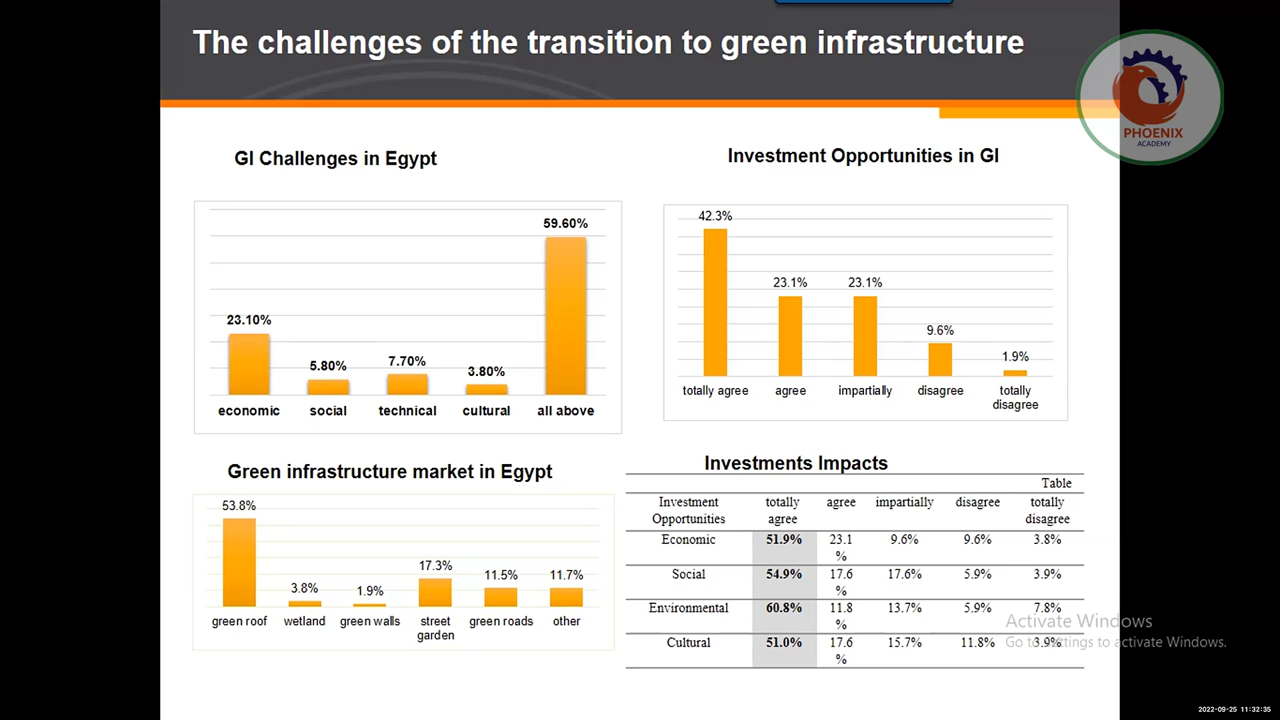 The challenges of the transition to green infrastructure
PHOENIX
ACADEMY
GI Challenges in Egypt
59.60%
23.10%
5.80%
7.70%
3.80%
economic social technical cultural all above
Investment Opportunities in GI
42.3%
23.1% 23.1%
9.6%
1.9%
totally agree agree impartially disagree totally
disagree
Green infrastructure market in Egypt
53.8%
3.8%
1.9%
17.3%
11.5% 11.7%
green roof wetland green walls street green roads other
garden
Investments Impacts
Table
Investment totally agree impartially disagree totally
Opportunities agree disagree
Economic 51.9% 23.1 9.6% 9.6% 3.8%
%
Social 54.9% 17.6 17.6% 5.9% 3.9%
%
Environmental 60.8% 11.8 13.7% 5.9% 7.8%
%
Cultural 51.0% 17.6 15.7% 11.8% 3.9%
%
Activate Windows
Go to Settings to activate Windows.
2022-09-25 11:32:35